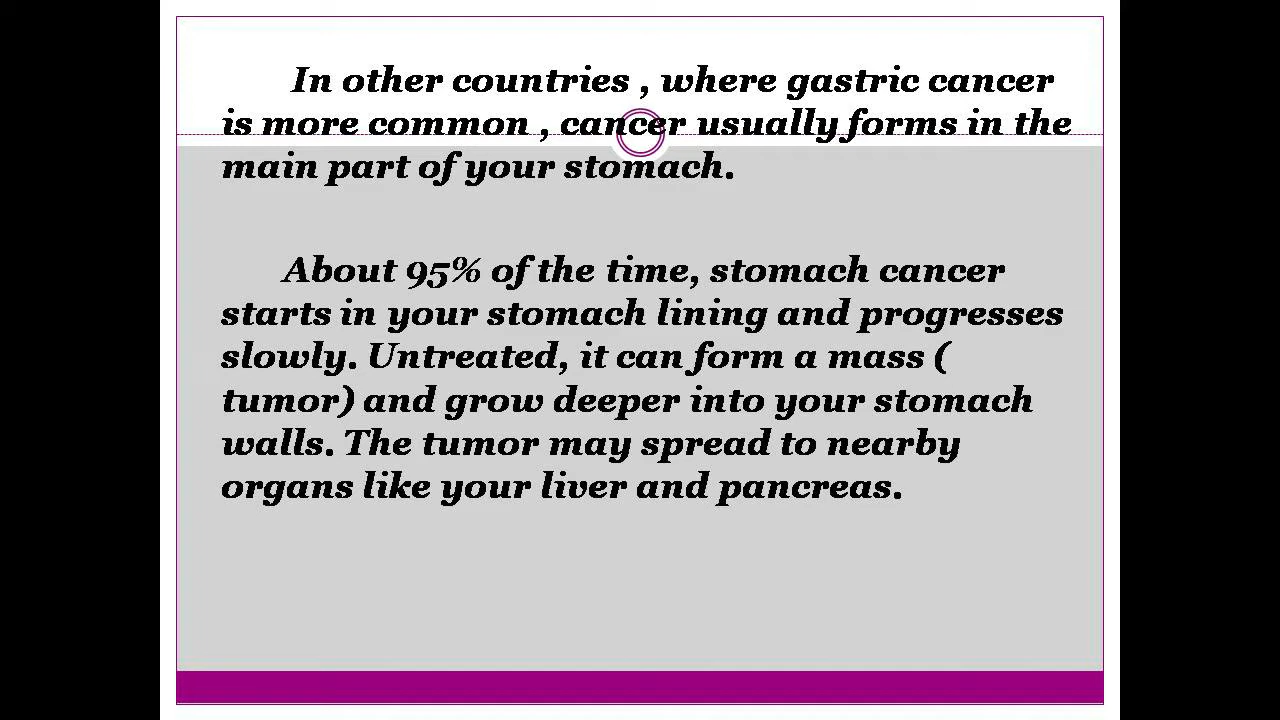 In other countries , where gastric cancer
is more common , cancer usually forms in the
main part of your stomach.
About 95% of the time, stomach cancer
starts in your stomach lining and progresses
slowly. Untreated, it can form a mass (
tumor) and grow deeper into your stomach
walls. The tumor may spread to nearby
organs like your liver and pancreas.